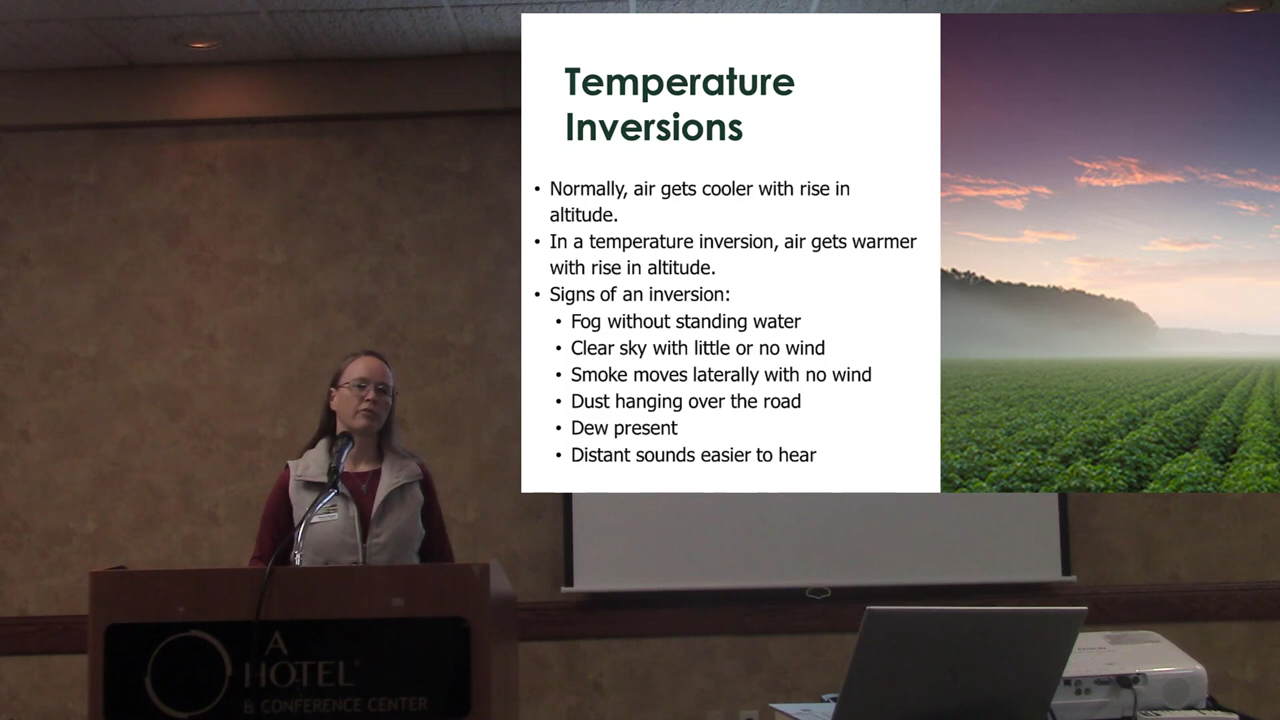 Temperature
Inversions
• Normally, air gets cooler with rise in
altitude.
• In a temperature inversion, air gets warmer
with rise in altitude.
• Signs of an inversion:
• Fog without standing water
• Clear sky with little or no wind
• Smoke moves laterally with no wind
• Dust hanging over the road
• Dew present
• Distant sounds easier to hear
A
HOTEL
& CONFERENCE CENTER